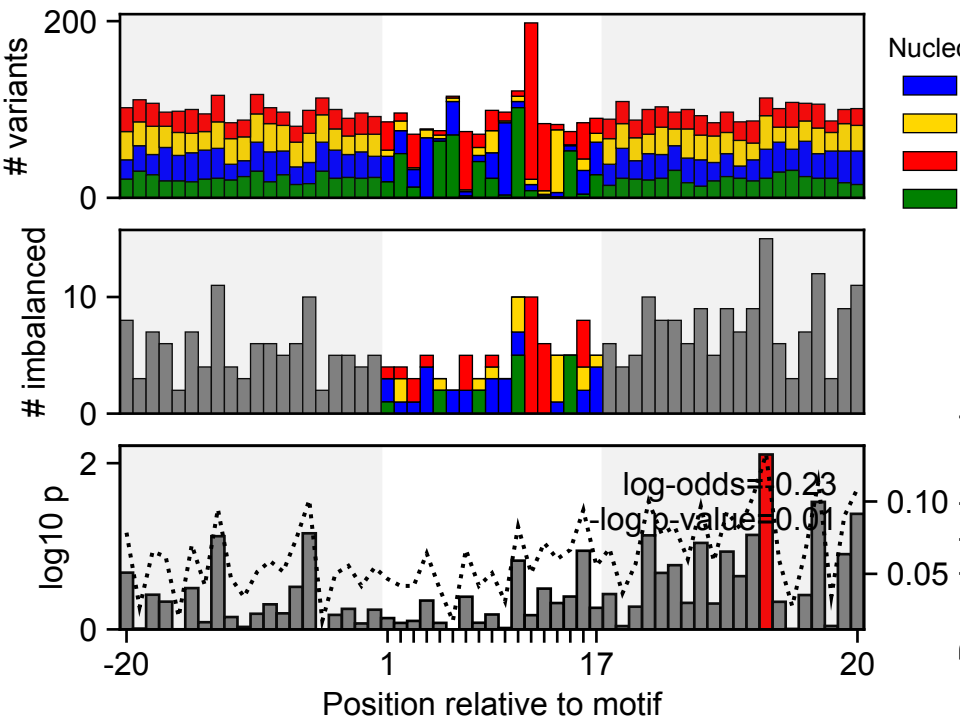 200
# variants
0
Nucle
10
# imbalanced
0
2
log10 p
1
0
log-odds=-0.23
-log p-value=0.01
0.10
0.05
-20
1
17
20
Position relative to motif